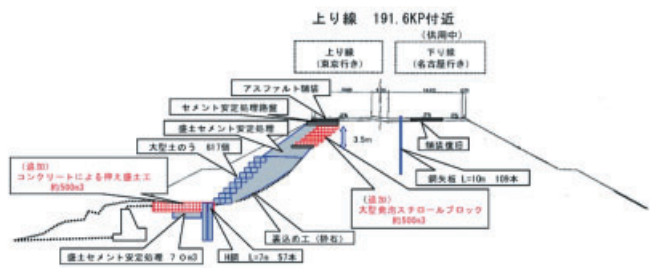 上り線 191.6KP付近
(供用中)
上り線
(東京行き)
下り線
(名古屋行き)
アスファルト舗装
セメント安定処理路盤
盛土セメント安定処理
大型土のう 817個
3.5m
舗装復旧
(追加)
コンクリートによる押え盛土工
約500m3
鋼矢板 L=10m 109本
(追加)
大型発泡スチロールブロック
約500m3
裏込め工(砕石)
盛土セメント安定処理 70m3
H鋼 L=7m 57本